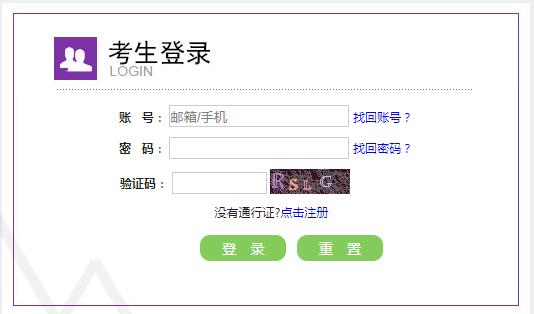 考生登录
LOGIN
账 号： 邮箱/手机 找回账号？
密 码： 找回密码？
验证码： RSLG
没有通行证?点击注册
登 录 重 置